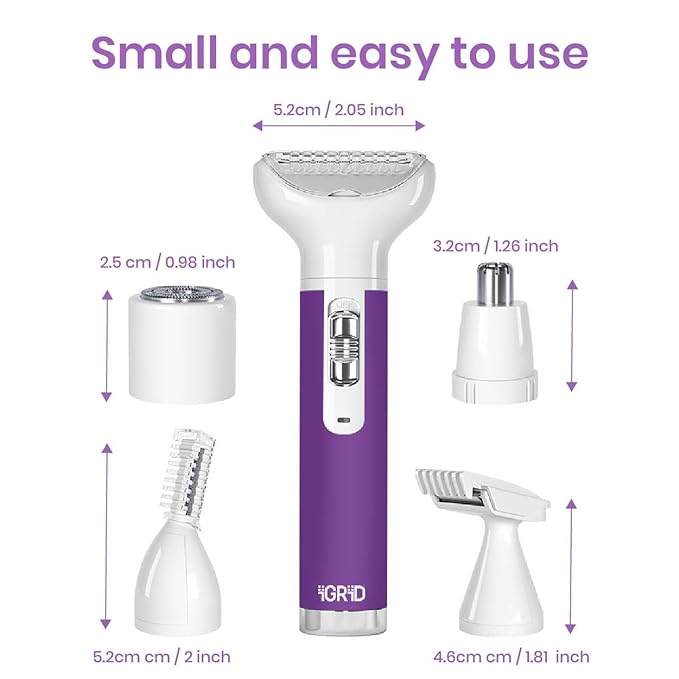 Small and easy to use
5.2cm / 2.05 inch
2.5 cm / 0.98 inch
3.2cm / 1.26 inch
iGRiD
5.2cm cm / 2 inch
4.6cm cm / 1.81 inch